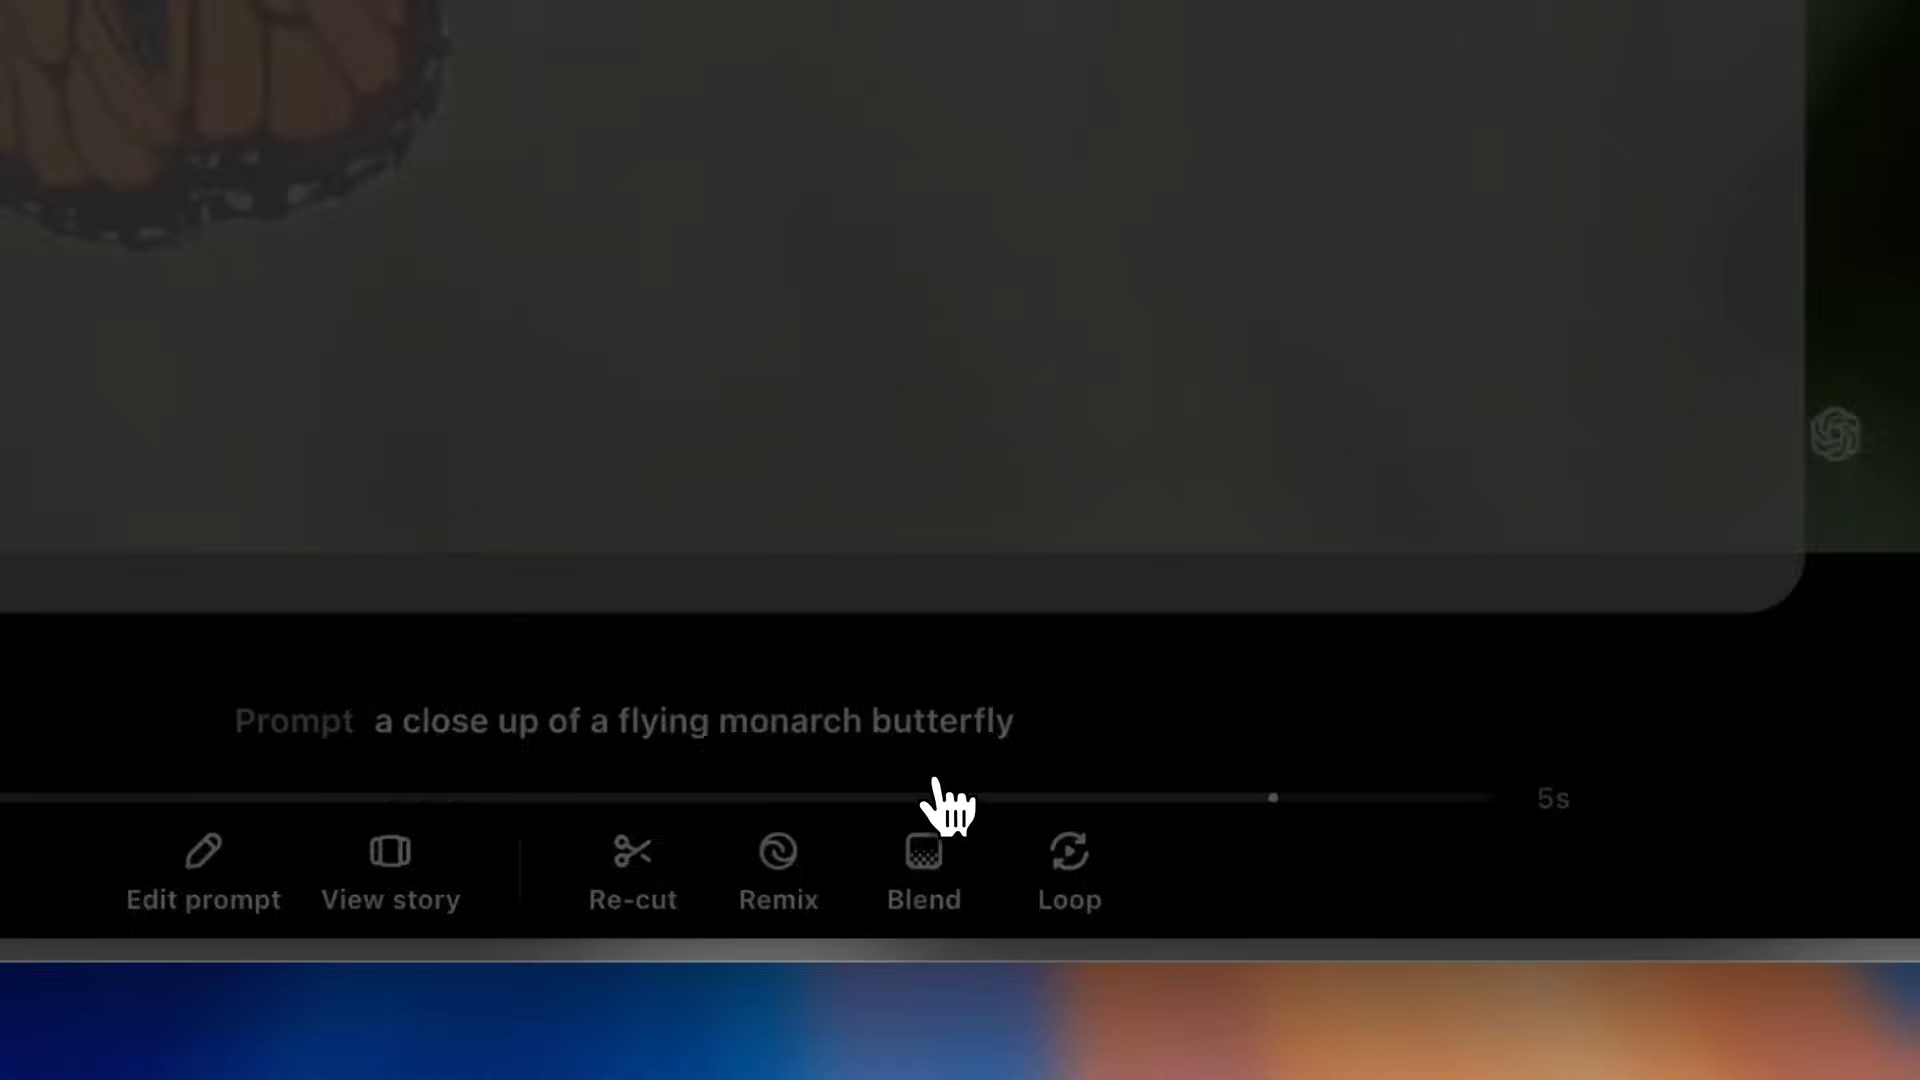 Prompt a close up of a flying monarch butterfly
5s
Edit prompt View story Re-cut Remix Blend Loop